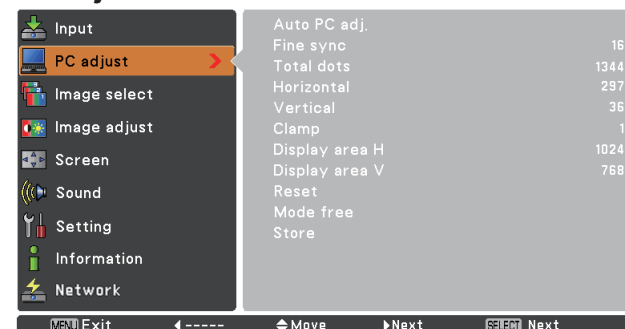 Input
PC adjust
Image select
Image adjust
Screen
Sound
Setting
Information
Network
Auto PC adj.
Fine sync 16
Total dots 1344
Horizontal 297
Vertical 36
Clamp 1
Display area H 1024
Display area V 768
Reset
Mode free
Store
MENU Exit ◀----- ◆Move ▶Next SELECT Next